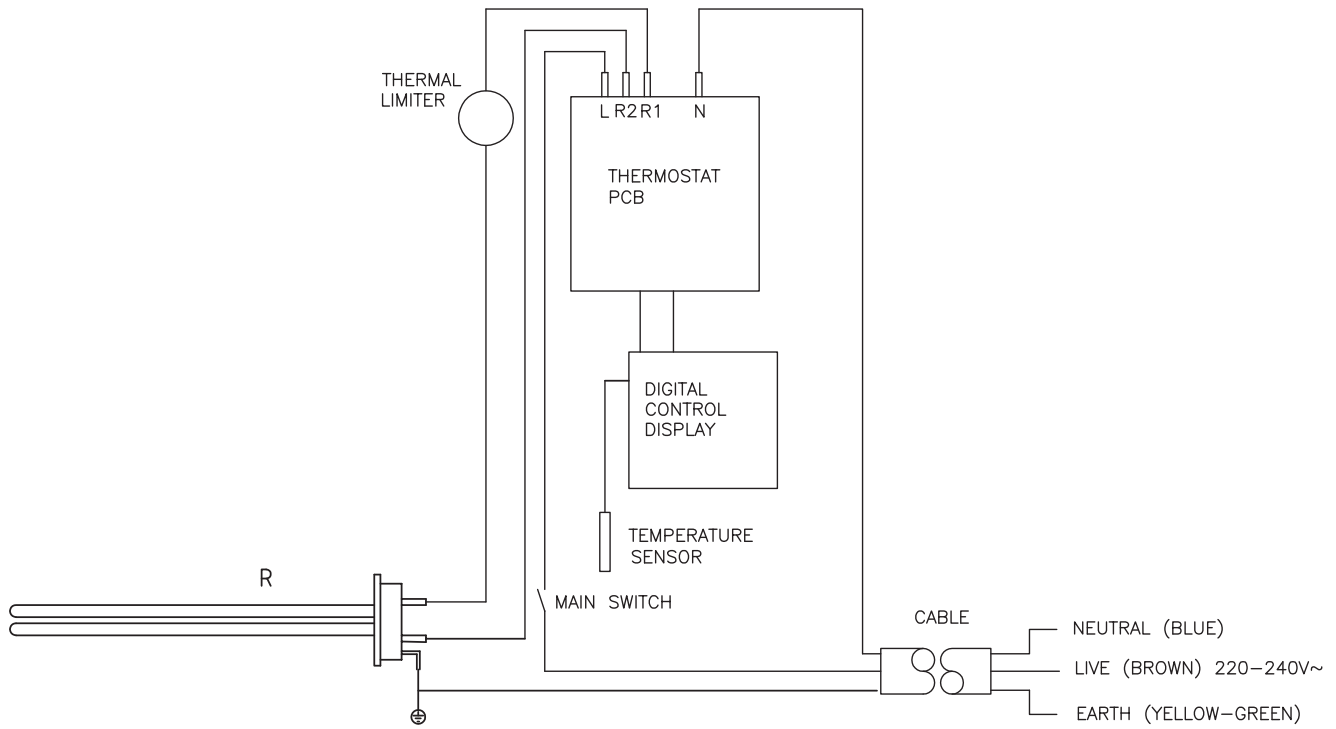 THERMAL
LIMITER
L R2 R1 N
THERMOSTAT
PCB
DIGITAL
CONTROL
DISPLAY
TEMPERATURE
SENSOR
R
MAIN SWITCH
CABLE
NEUTRAL (BLUE)
LIVE (BROWN) 220-240V~
EARTH (YELLOW-GREEN)